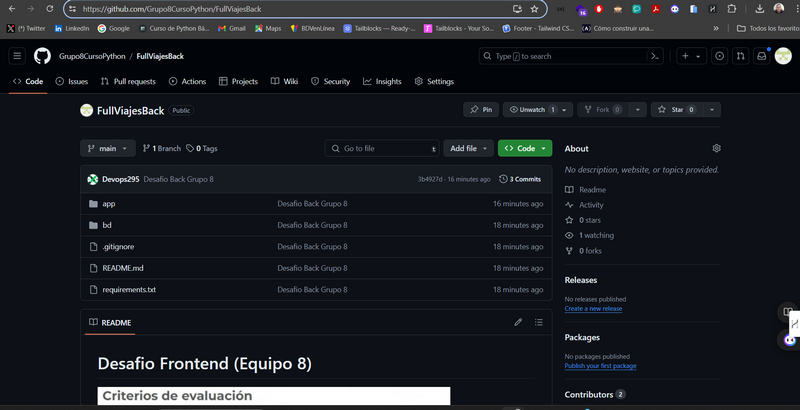 https://github.com/Grupo8CursoPython/FullViajesBack
(Twitter LinkedIn Google Curso de Python Bá... Gmail Maps BDVenLínea Tailblocks — Ready-... Tailblocks - Your So... Footer - Tailwind CS... Cómo construir una... » Todos los favoritos
Grupo8CursoPython / FullViajesBack
Type / to search
Code Issues Pull requests Actions Projects Wiki Security Insights Settings
FullViajesBack Public
Pin Unwatch 1 Fork 0 Star 0
main 1 Branch 0 Tags Go to file t Add file Code
About
No description, website, or topics provided.
Devops295 Desafio Back Grupo 8 3b4927d · 16 minutes ago 3 Commits
app Desafio Back Grupo 8 16 minutes ago
bd Desafio Back Grupo 8 18 minutes ago
.gitignore Desafio Back Grupo 8 18 minutes ago
README.md Desafio Back Grupo 8 18 minutes ago
requirements.txt Desafio Back Grupo 8 18 minutes ago
Readme
Activity
0 stars
1 watching
0 forks
Releases
No releases published
Create a new release
Packages
No packages published
Publish your first package
Contributors 2
README
Desafio Frontend (Equipo 8)
Criterios de evaluación